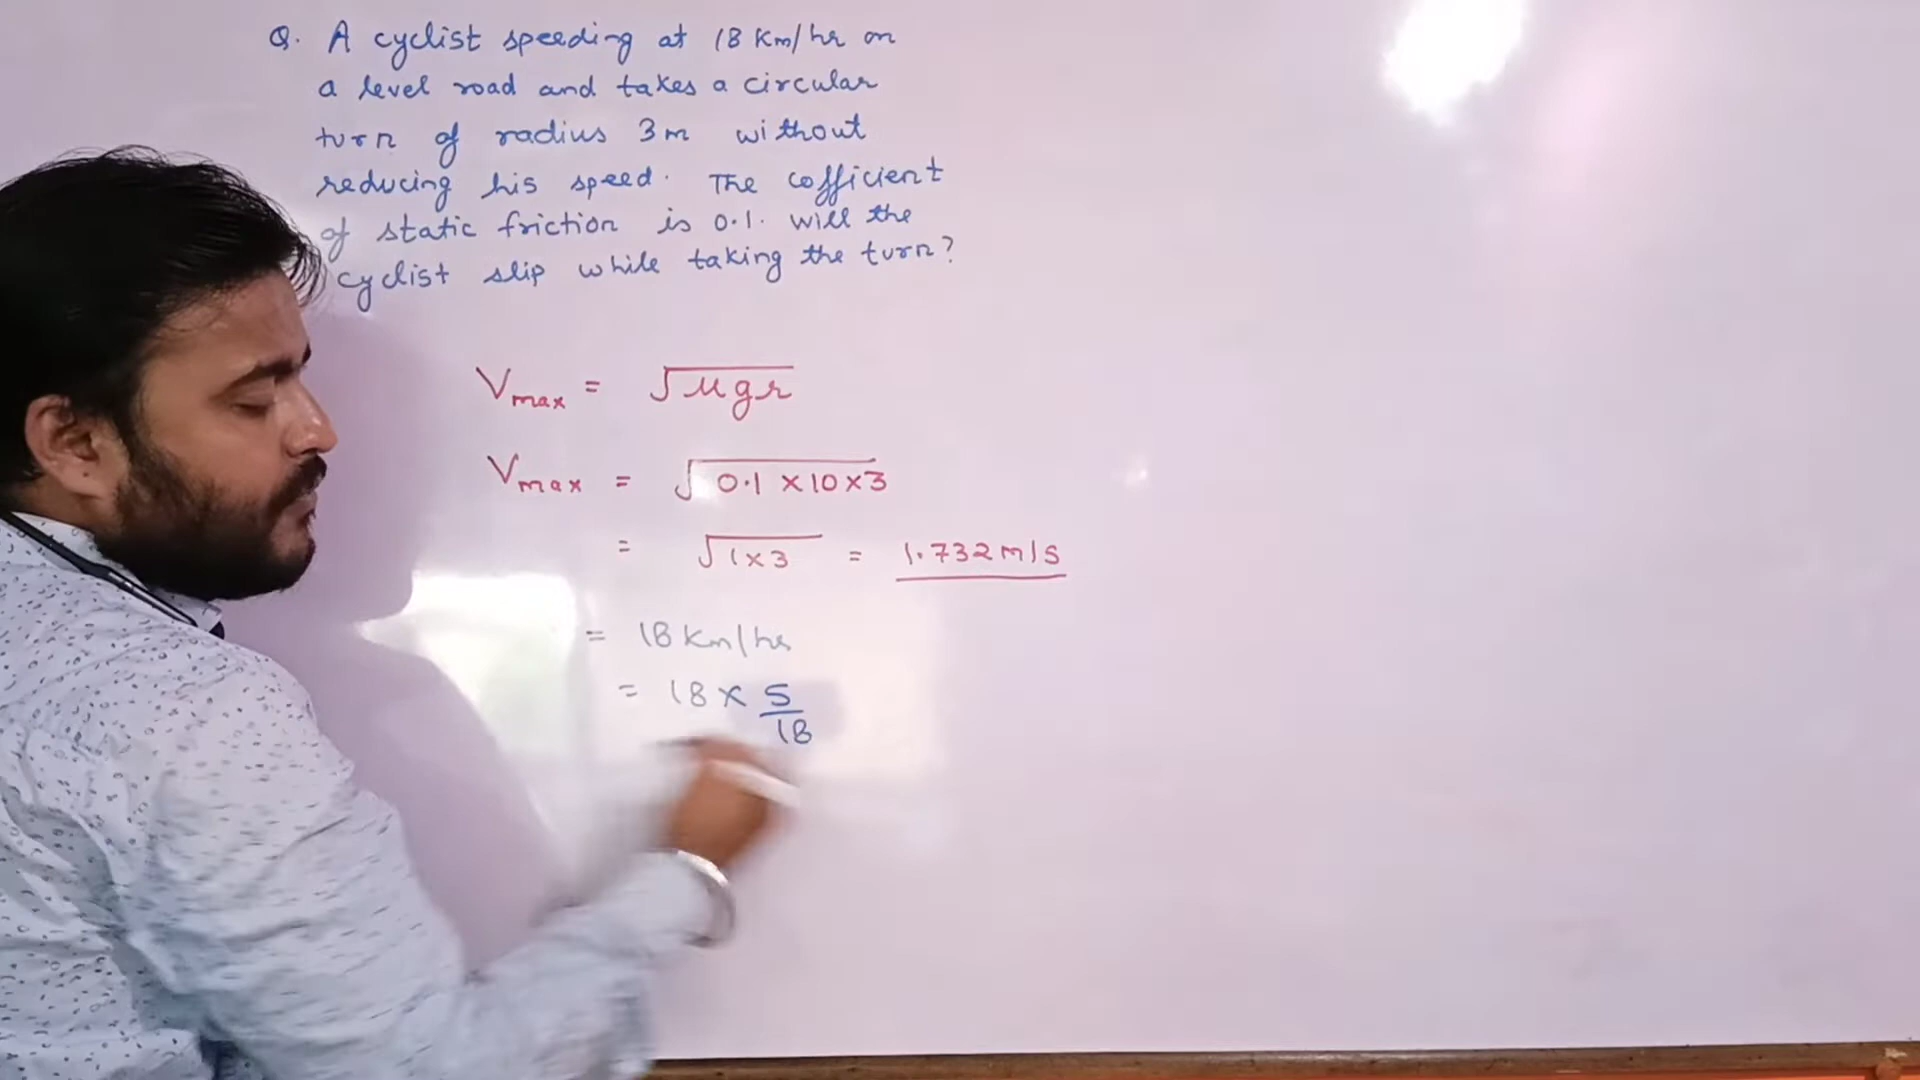 Q. A cyclist speeding at 18 Km/hr on
a level road and takes a circular
turn of radius 3m without
reducing his speed. The cofficient
of static friction is 0.1. will the
cyclist slip while taking the turn?
Vmax = √μgr
Vmax = √0.1 × 10 × 3
= √1 × 3 = 1.732 m/s
= 18 Km/hr
= 18 × 5/18